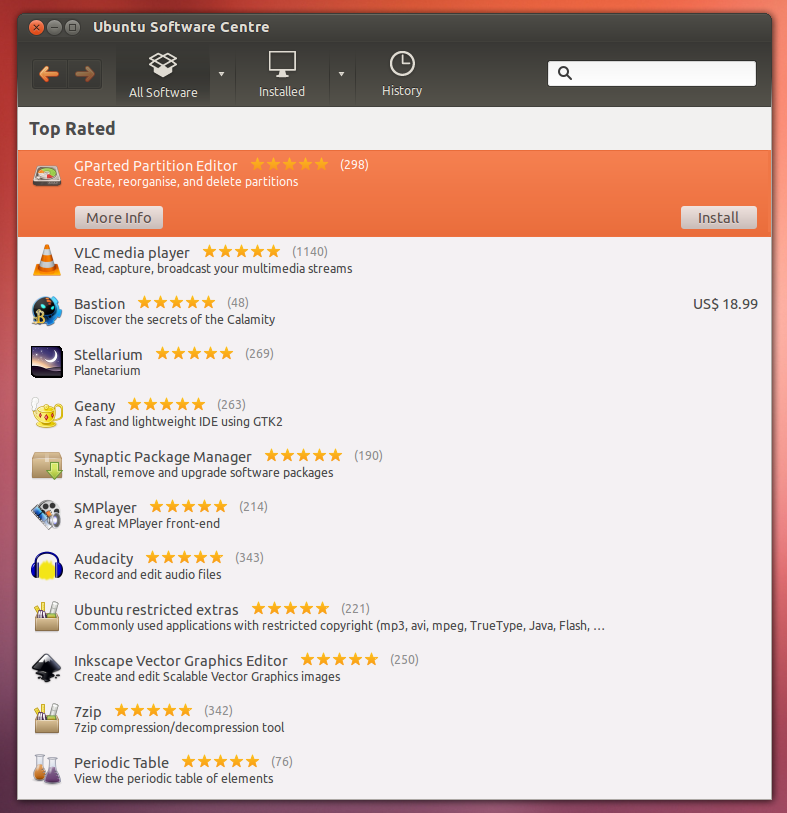 Ubuntu Software Centre
All Software
Installed
History
Top Rated
GParted Partition Editor (298)
Create, reorganise, and delete partitions
More Info Install
VLC media player (1140)
Read, capture, broadcast your multimedia streams
Bastion (48) US$ 18.99
Discover the secrets of the Calamity
Stellarium (269)
Planetarium
Geany (263)
A fast and lightweight IDE using GTK2
Synaptic Package Manager (190)
Install, remove and upgrade software packages
SMPlayer (214)
A great MPlayer front-end
Audacity (343)
Record and edit audio files
Ubuntu restricted extras (221)
Commonly used applications with restricted copyright (mp3, avi, mpeg, TrueType, Java, Flash, …
Inkscape Vector Graphics Editor (250)
Create and edit Scalable Vector Graphics images
7zip (342)
7zip compression/decompression tool
Periodic Table (76)
View the periodic table of elements